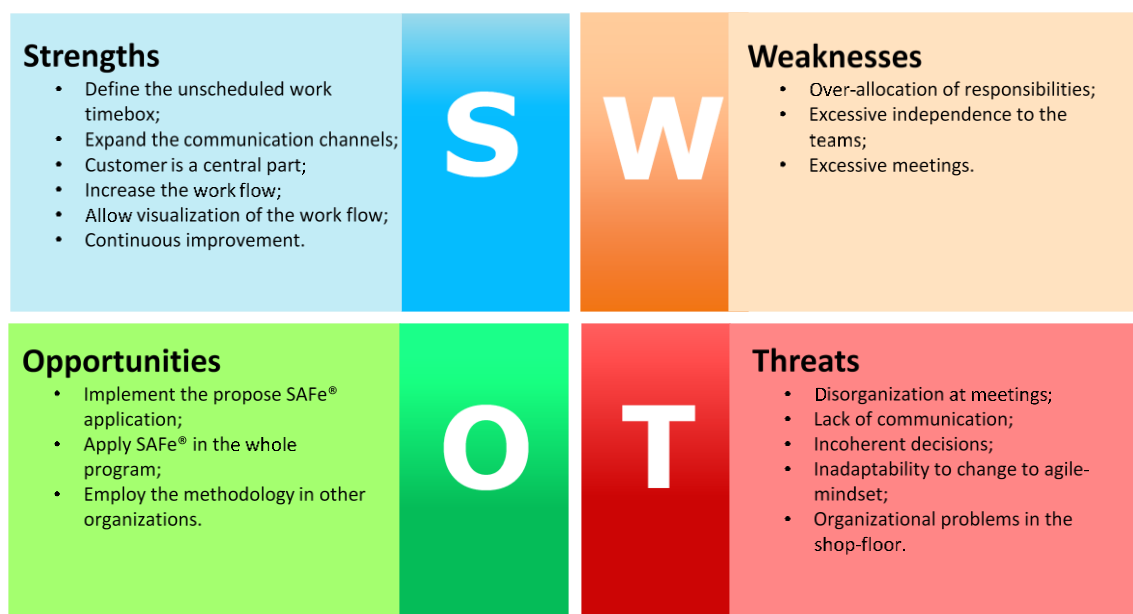 Strengths
• Define the unscheduled work
timebox;
• Expand the communication channels;
• Customer is a central part;
• Increase the work flow;
• Allow visualization of the work flow;
• Continuous improvement.
S
W
Weaknesses
• Over-allocation of responsibilities;
• Excessive independence to the
teams;
• Excessive meetings.
Opportunities
• Implement the propose SAFe®
application;
• Apply SAFe® in the whole
program;
• Employ the methodology in other
organizations.
O
T
Threats
• Disorganization at meetings;
• Lack of communication;
• Incoherent decisions;
• Inadaptability to change to agile-
mindset;
• Organizational problems in the
shop-floor.